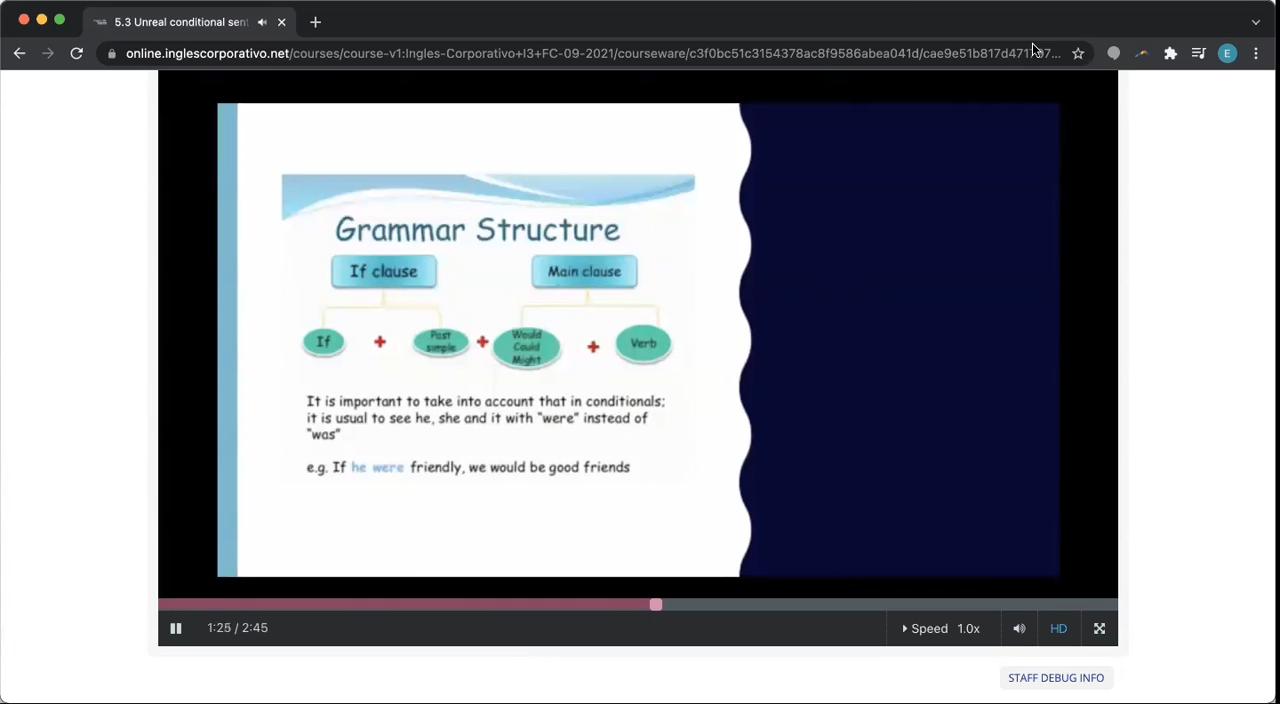 5.3 Unreal conditional sent
online.inglescorporativo.net/courses/course-v1:Ingles-Corporativo+I3+FC-09-2021/courseware/c3f0bc51c3154378ac8f9586abea041d/cae9e51b817d471
E
Grammar Structure
If clause
Main clause
If + Past simple + Would Could Might + Verb
It is important to take into account that in conditionals;
it is usual to see he, she and it with "were" instead of
"was"
e.g. If he were friendly, we would be good friends
1:25 / 2:45
Speed 1.0x
HD
STAFF DEBUG INFO